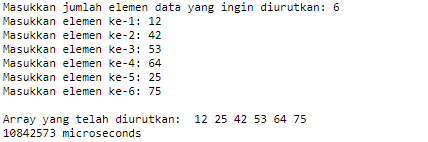 Masukkan jumlah elemen data yang ingin diurutkan: 6
Masukkan elemen ke-1: 12
Masukkan elemen ke-2: 42
Masukkan elemen ke-3: 53
Masukkan elemen ke-4: 64
Masukkan elemen ke-5: 25
Masukkan elemen ke-6: 75
Array yang telah diurutkan:  12 25 42 53 64 75
10842573 microseconds